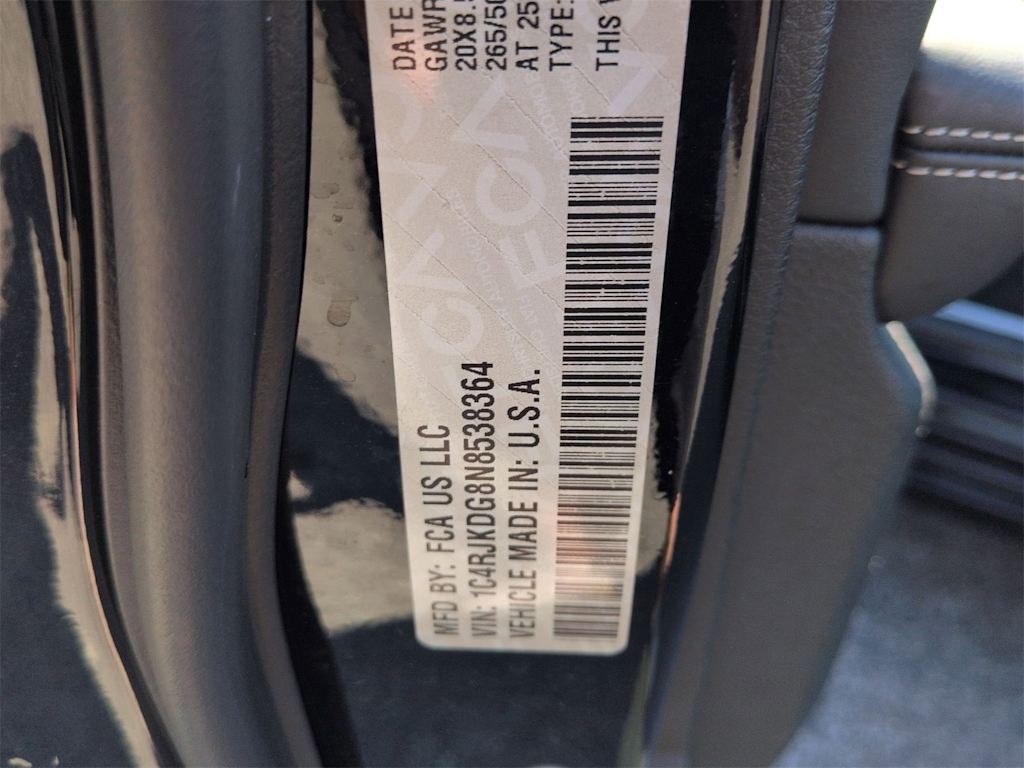 MFD BY: FCA US LLC
VIN: 1C4RJKDG8N8538364
VEHICLE MADE IN: U.S.A.
DATE
GAWR
20X8.5
265/50
AT 25
TYPE:
THIS